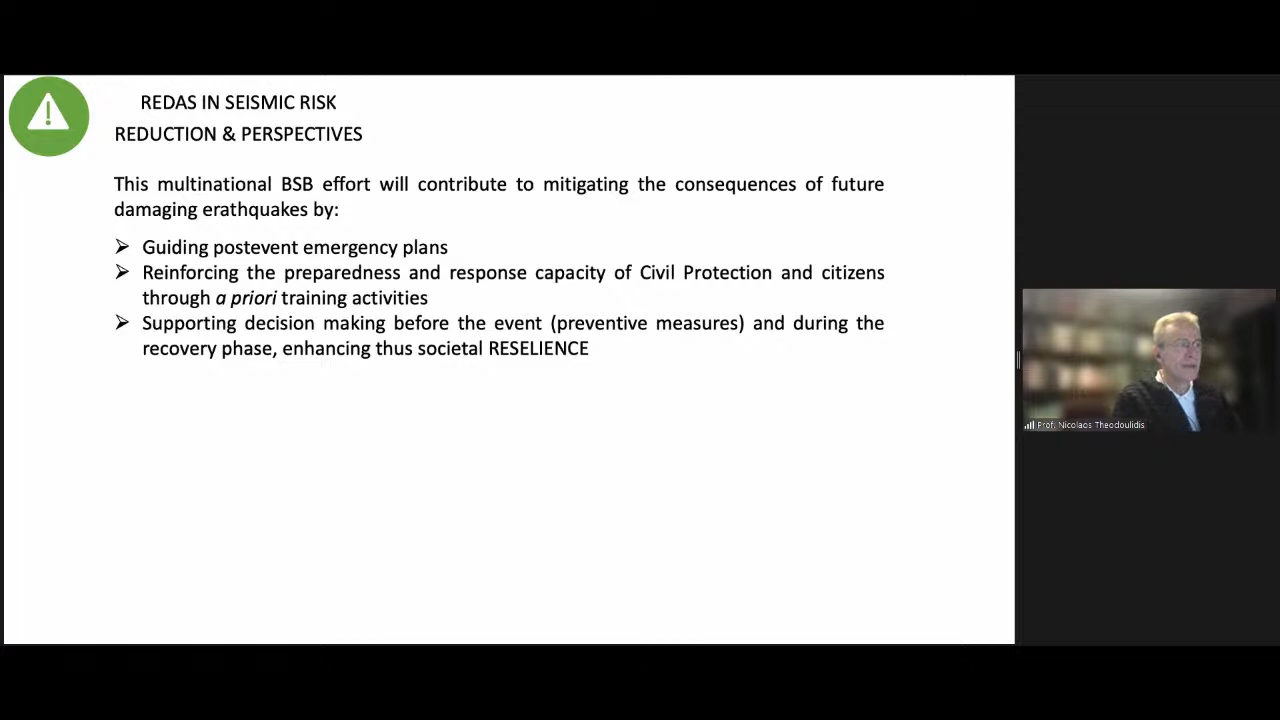 REDAS IN SEISMIC RISK
REDUCTION & PERSPECTIVES
This multinational BSB effort will contribute to mitigating the consequences of future
damaging erathquakes by:
➢ Guiding postevent emergency plans
➢ Reinforcing the preparedness and response capacity of Civil Protection and citizens
through a priori training activities
➢ Supporting decision making before the event (preventive measures) and during the
recovery phase, enhancing thus societal RESELIENCE
Prof. Nicolaos Theodoulidis